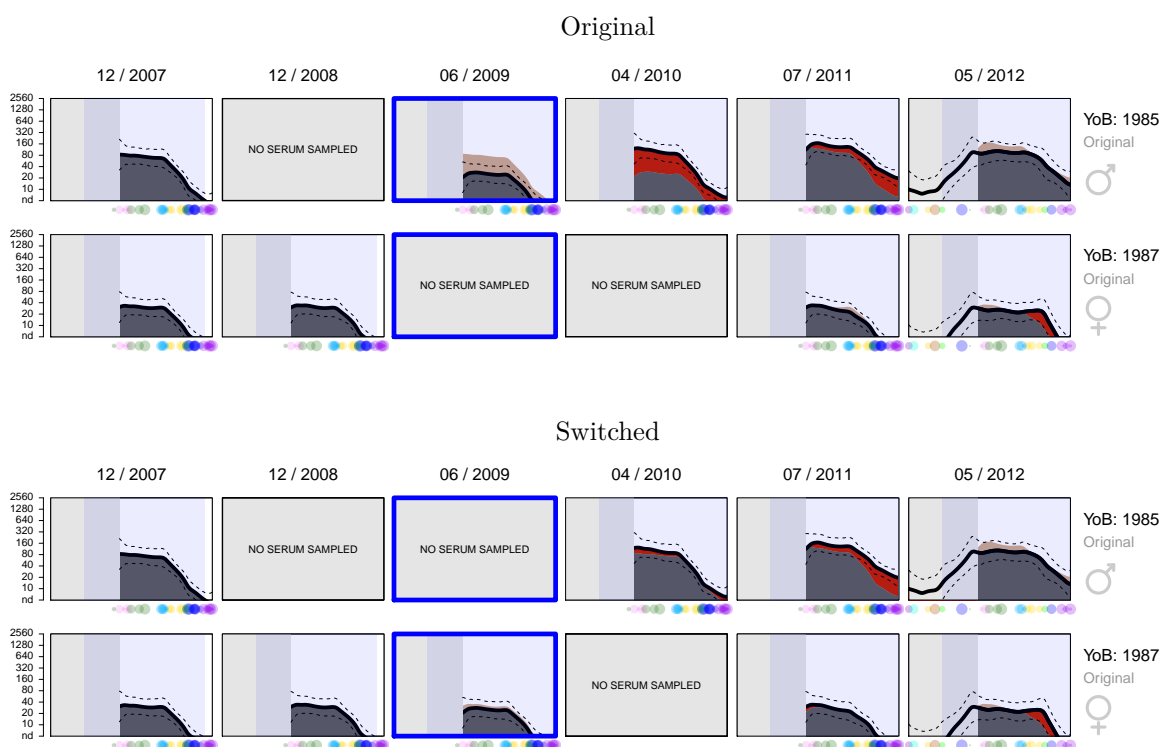 Original
12 / 2007 12 / 2008 06 / 2009 04 / 2010 07 / 2011 05 / 2012
2560
1280
640
320
160
80
40
20
10
nd
NO SERUM SAMPLED
YoB: 1985
Original
♂
2560
1280
640
320
160
80
40
20
10
nd
NO SERUM SAMPLED NO SERUM SAMPLED
YoB: 1987
Original
♀
Switched
12 / 2007 12 / 2008 06 / 2009 04 / 2010 07 / 2011 05 / 2012
2560
1280
640
320
160
80
40
20
10
nd
NO SERUM SAMPLED NO SERUM SAMPLED
YoB: 1985
Original
♂
2560
1280
640
320
160
80
40
20
10
nd
NO SERUM SAMPLED
YoB: 1987
Original
♀